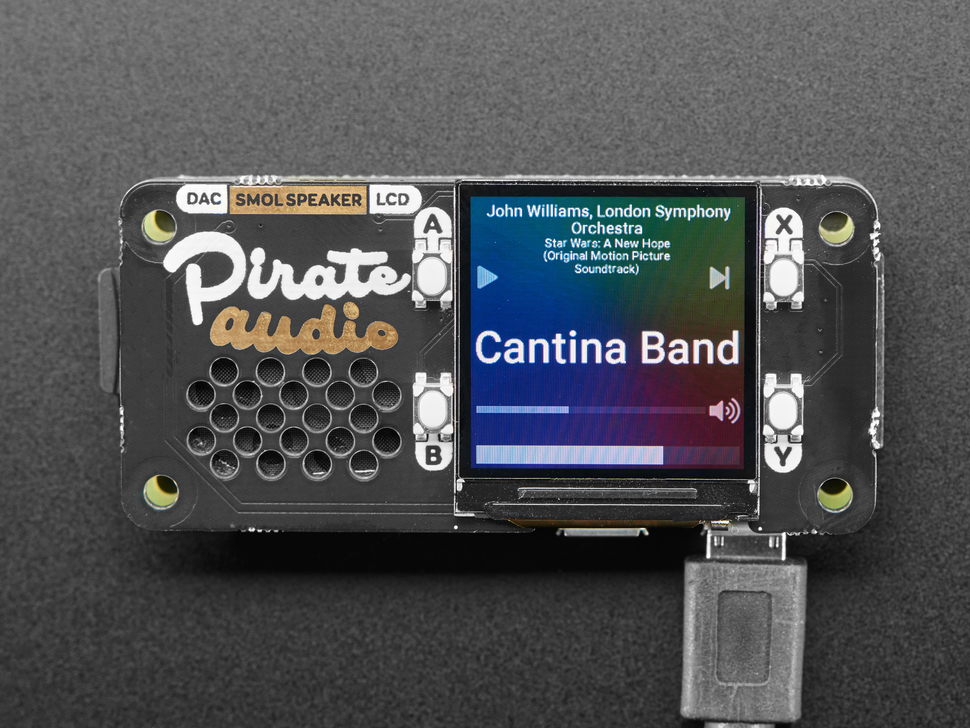 DAC SMOL SPEAKER LCD
Pirate
audio
A
B
John Williams, London Symphony
Orchestra
Star Wars: A New Hope
(Original Motion Picture
Soundtrack)
Cantina Band
X
Y